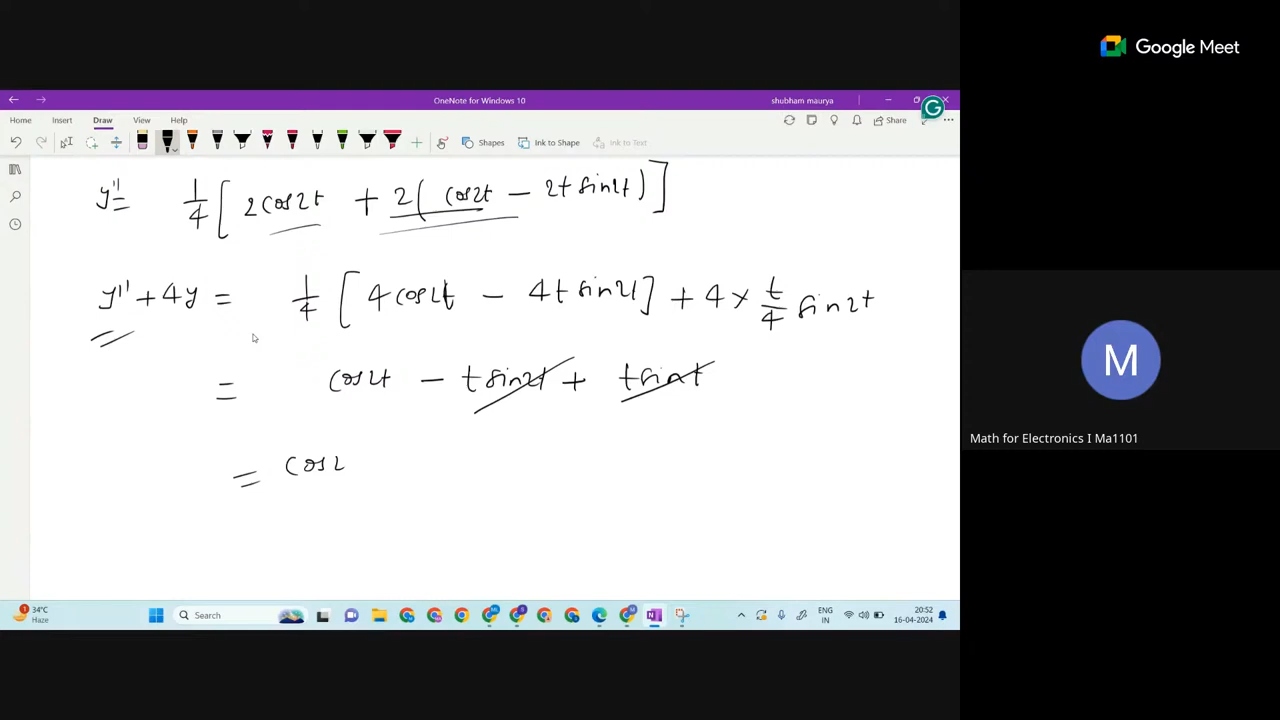 Google Meet
OneNote for Windows 10
shubham maurya
Home Insert Draw View Help
Share
Shapes Ink to Shape Ink to Text
y'' = 1/4 [ 2cos2t + 2( cos2t - 2t sin2t) ]
y'' + 4y = 1/4 [ 4cos2t - 4t sin2t ] + 4 × t/4 sin2t
= cos2t - t sin2t + t sin t
= cos2
M
Math for Electronics I Ma1101
1
34°C
Haze
Search
ENG
IN
20:52
16-04-2024